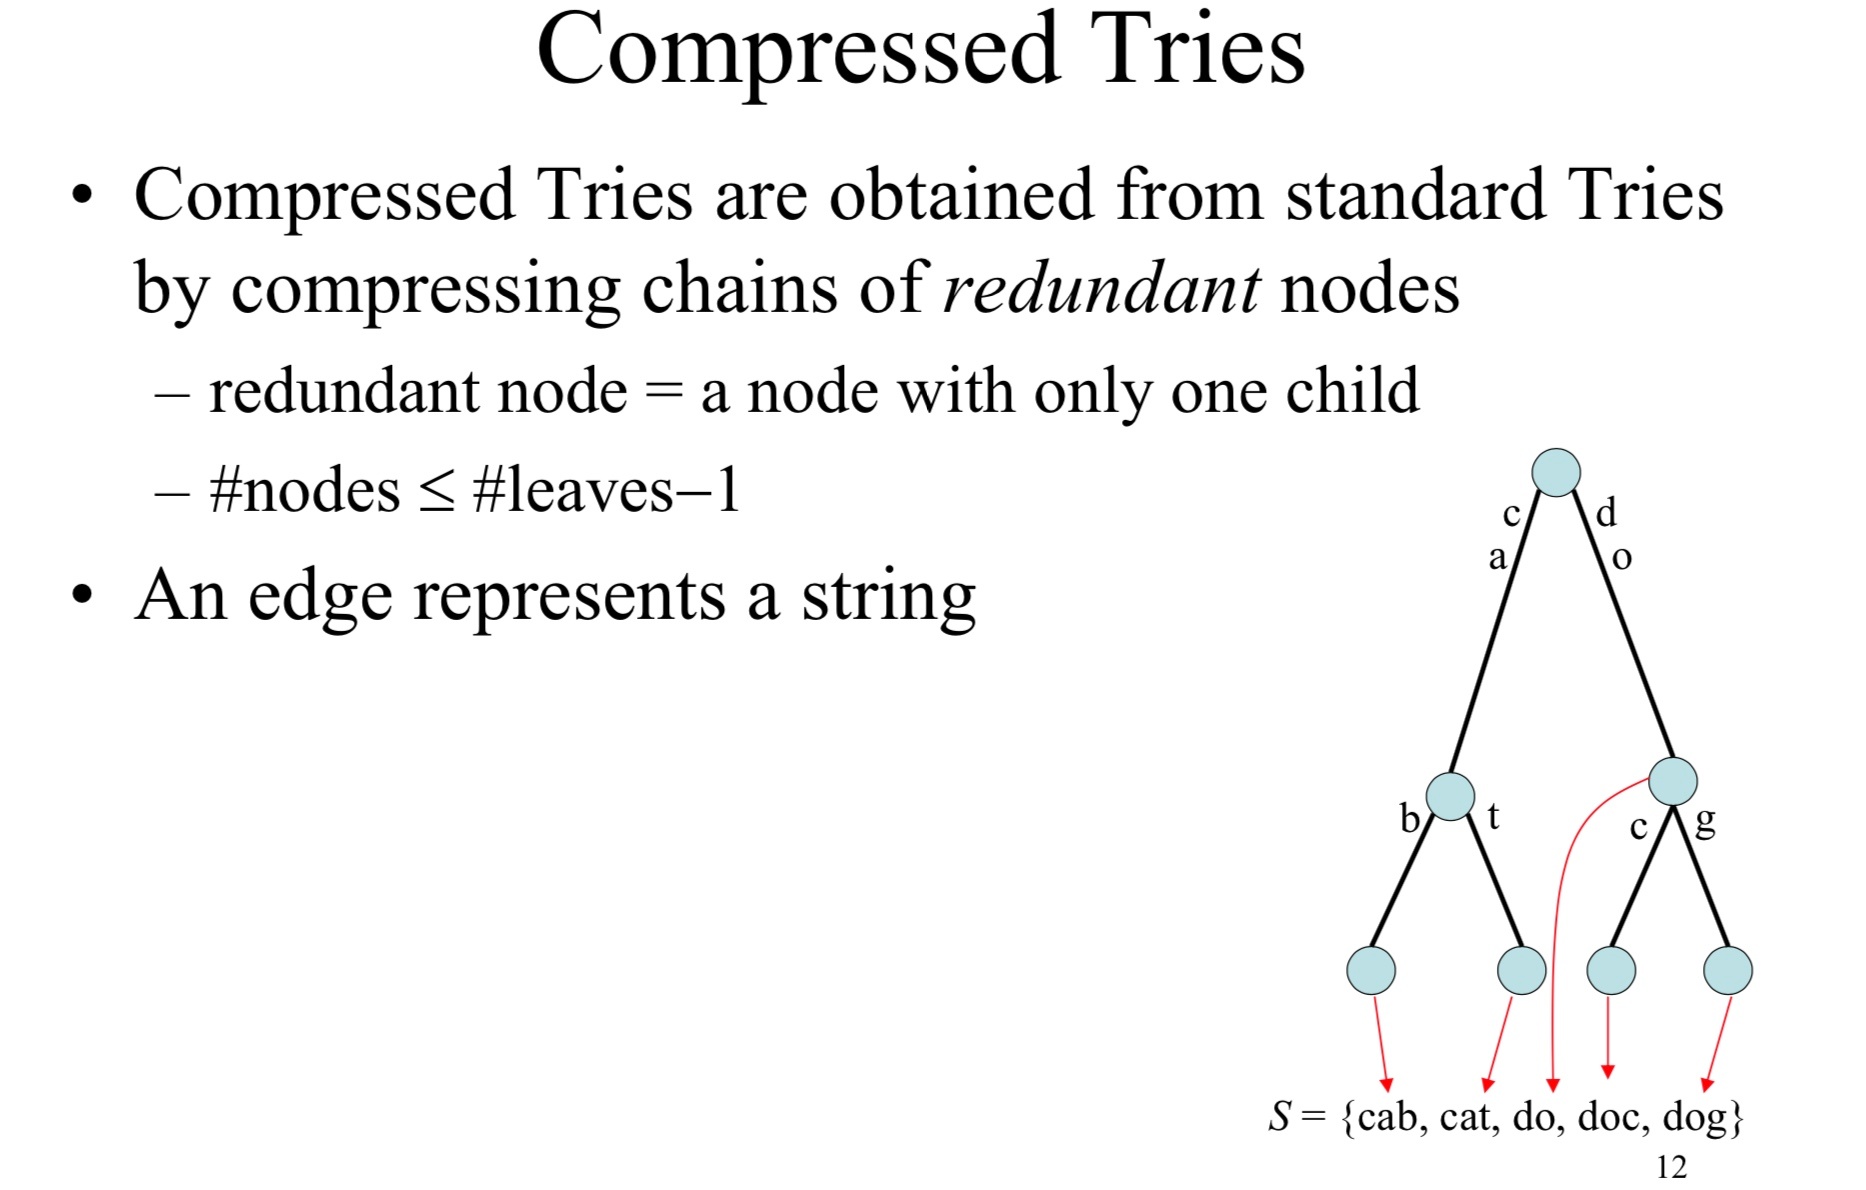 Compressed Tries
• Compressed Tries are obtained from standard Tries
by compressing chains of redundant nodes
– redundant node = a node with only one child
– #nodes ≤ #leaves−1
• An edge represents a string
c d
a o
b t c g
S = {cab, cat, do, doc, dog}
12